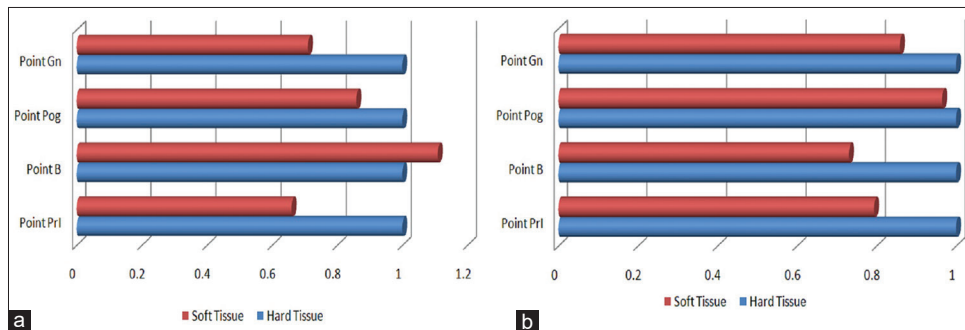 Point Gn
Point Pog
Point B
Point PrI
0 0.2 0.4 0.6 0.8 1 1.2
Soft Tissue Hard Tissue
a
Point Gn
Point Pog
Point B
Point PrI
0 0.2 0.4 0.6 0.8 1
Soft Tissue Hard Tissue
b